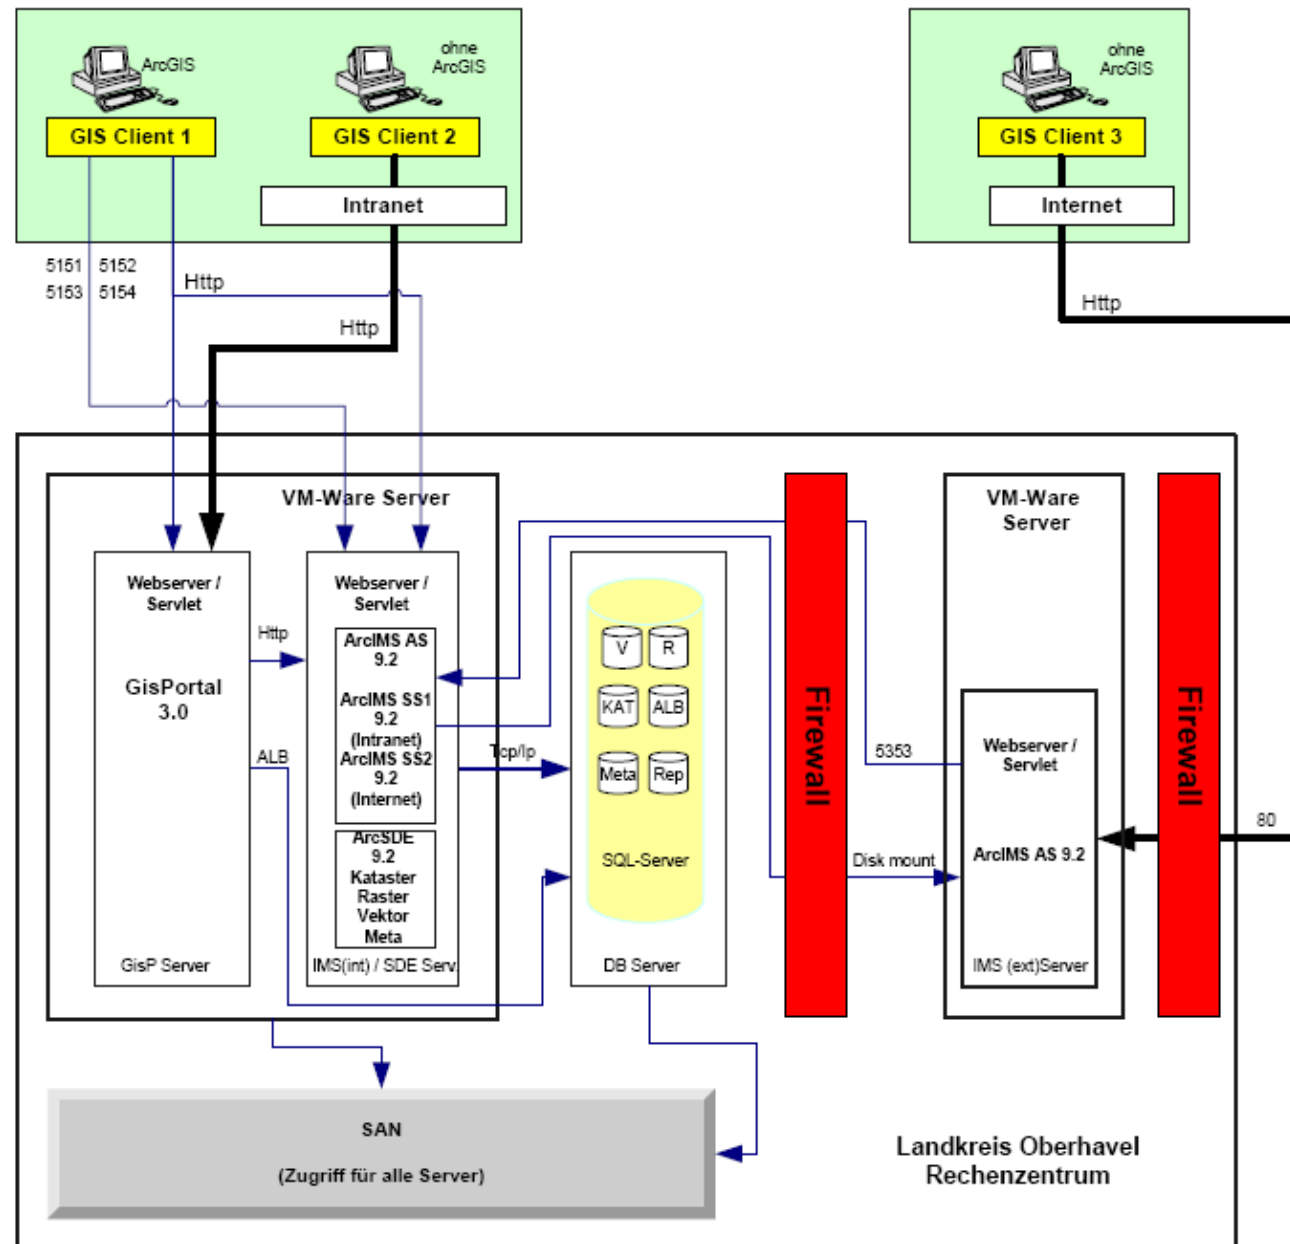 ArcGIS
ohne
ArcGIS
ohne
ArcGIS
GIS Client 1
GIS Client 2
GIS Client 3
Intranet
Internet
5151 5152
5153 5154
Http
Http
Http
VM-Ware Server
VM-Ware
Server
Webserver /
Servlet
GisPortal
3.0
GisP Server
Http
ALB
Webserver /
Servlet
ArcIMS AS
9.2
ArcIMS SS1
9.2
(Intranet)
ArcIMS SS2
9.2
(Internet)
ArcSDE
9.2
Kataster
Raster
Vektor
Meta
IMS(int) / SDE Serv.
Tcp/Ip
V
R
KAT
ALB
Meta
Rep
SQL-Server
DB Server
Firewall
5353
Disk mount
Webserver /
Servlet
ArcIMS AS 9.2
IMS (ext)Server
Firewall
80
SAN
(Zugriff für alle Server)
Landkreis Oberhavel
Rechenzentrum